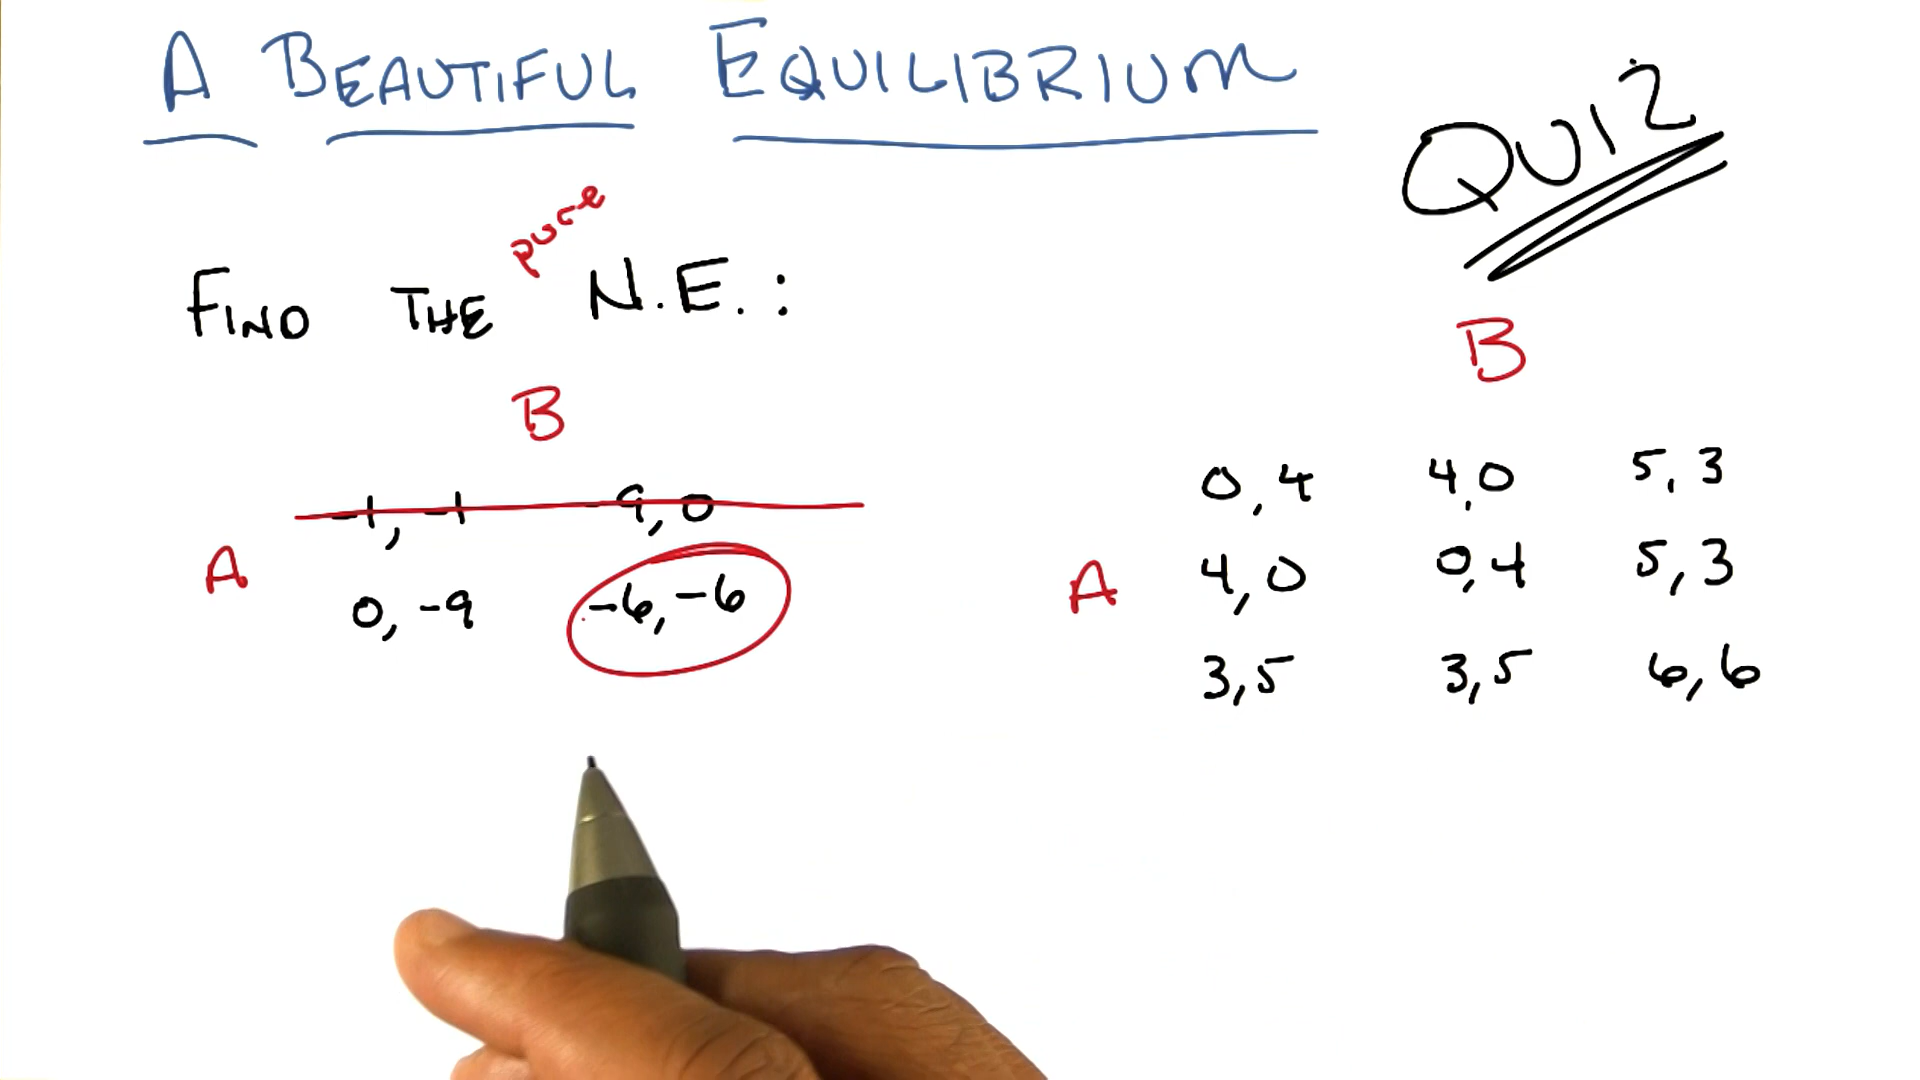 A BEAUTIFUL EQUILIBRIUM
QUIZ
FIND THE pure N.E.:
B
-1, -1 -9, 0
A
0, -9 -6, -6
B
0, 4 4, 0 5, 3
A
4, 0 0, 4 5, 3
3, 5 3, 5 6, 6